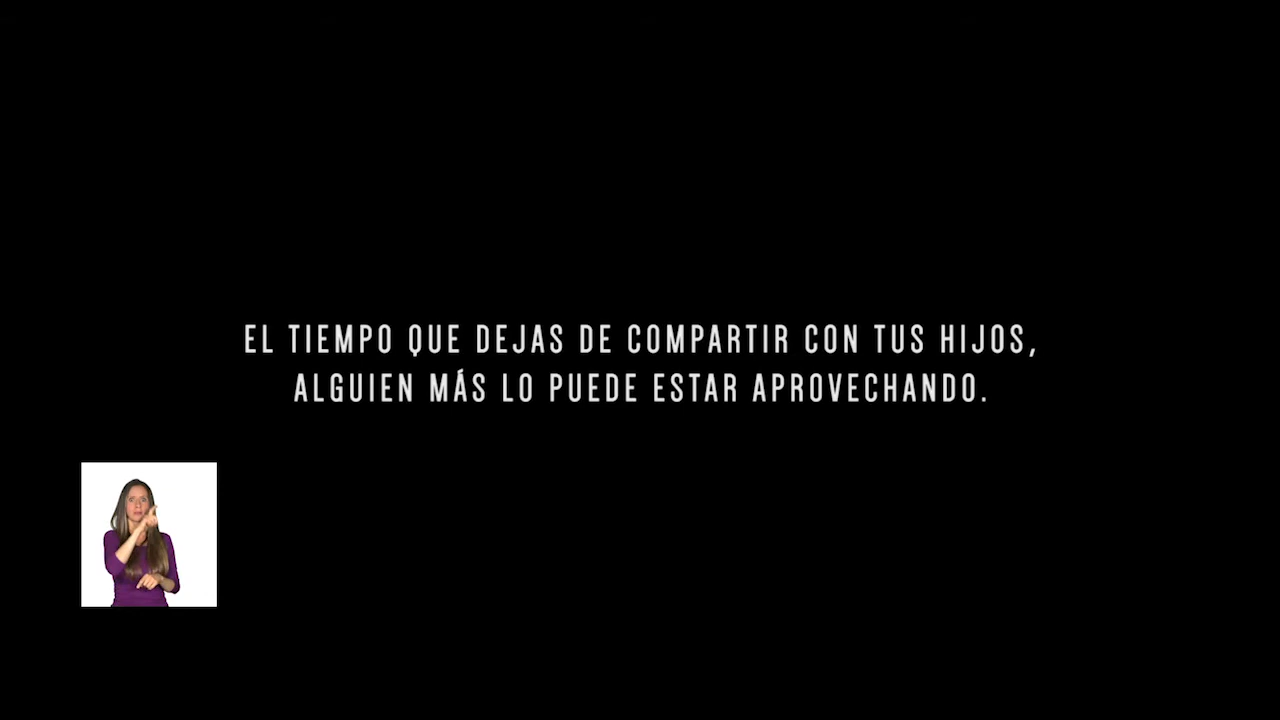 EL TIEMPO QUE DEJAS DE COMPARTIR CON TUS HIJOS,
ALGUIEN MÁS LO PUEDE ESTAR APROVECHANDO.